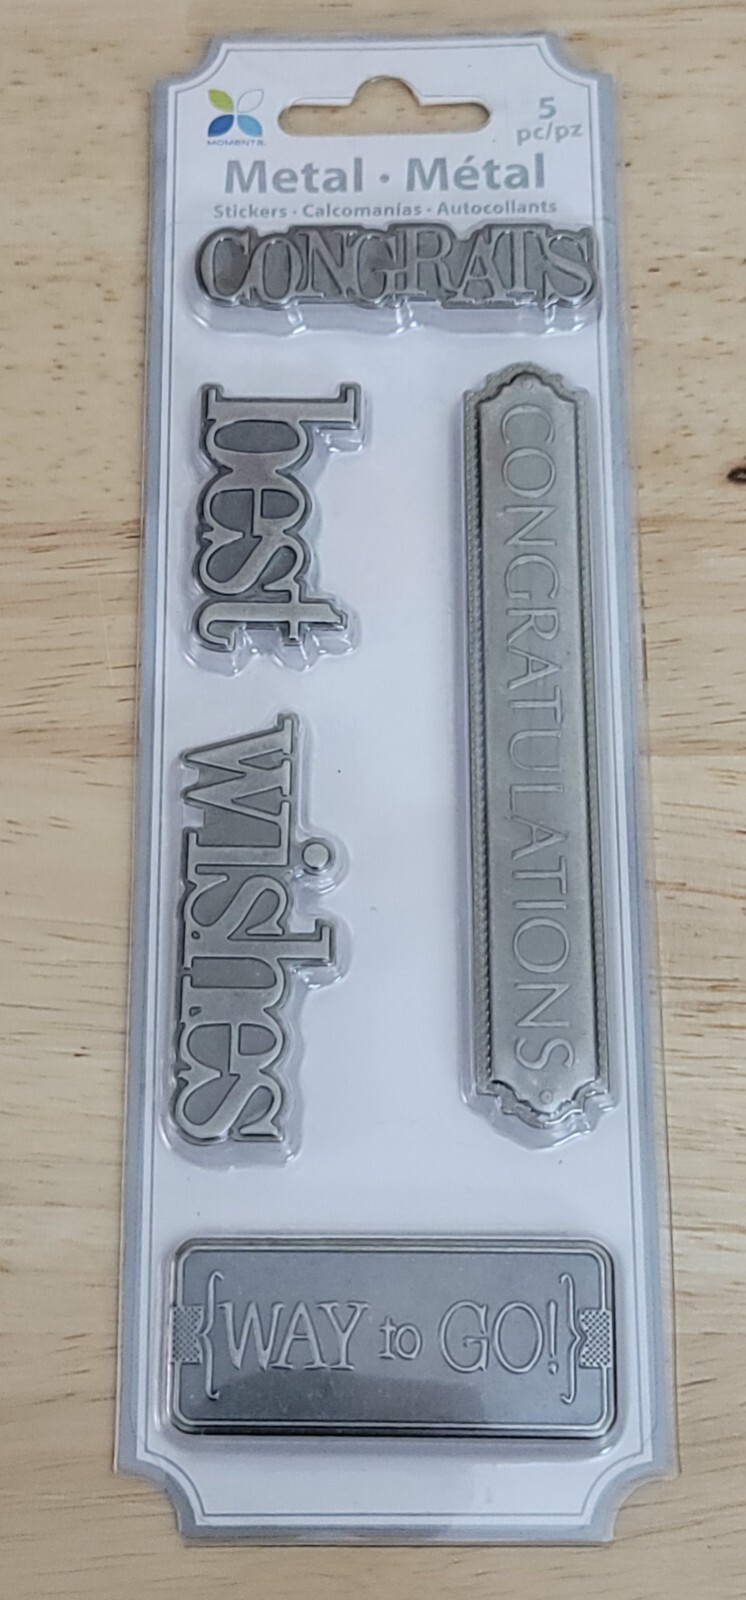 MOMENTA
5
pc/pz
Metal • Métal
Stickers • Calcomanías • Autocollants
CONGRATS
best
wishes
CONGRATULATIONS
{WAY to GO!}